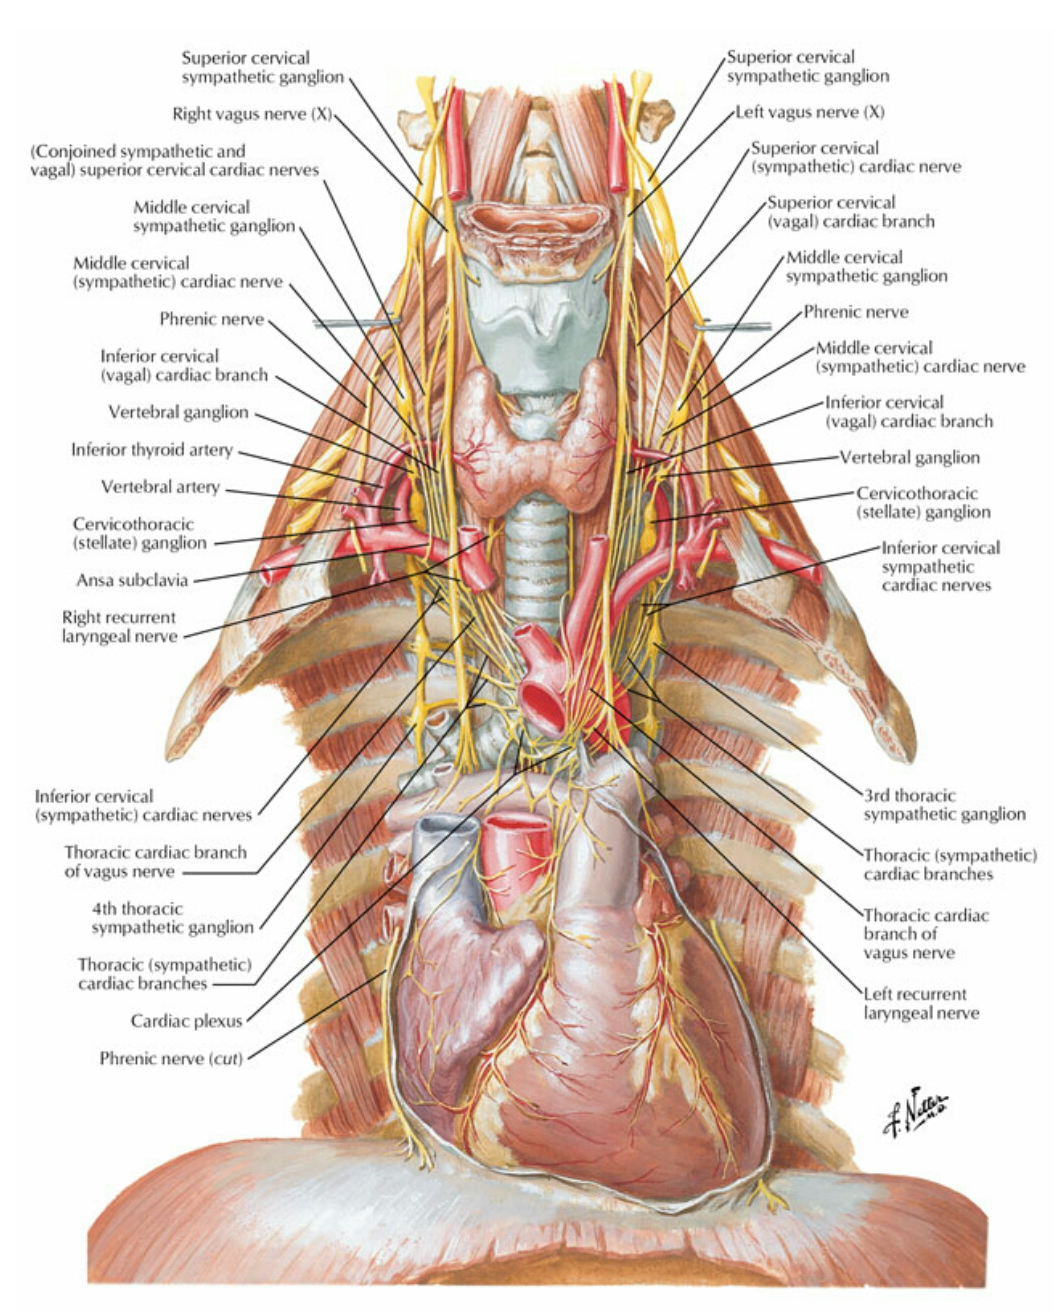 Superior cervical
sympathetic ganglion
Right vagus nerve (X)
(Conjoined sympathetic and
vagal) superior cervical cardiac nerves
Middle cervical
sympathetic ganglion
Middle cervical
(sympathetic) cardiac nerve
Phrenic nerve
Inferior cervical
(vagal) cardiac branch
Vertebral ganglion
Inferior thyroid artery
Vertebral artery
Cervicothoracic
(stellate) ganglion
Ansa subclavia
Right recurrent
laryngeal nerve
Inferior cervical
(sympathetic) cardiac nerves
Thoracic cardiac branch
of vagus nerve
4th thoracic
sympathetic ganglion
Thoracic (sympathetic)
cardiac branches
Cardiac plexus
Phrenic nerve (cut)
Superior cervical
sympathetic ganglion
Left vagus nerve (X)
Superior cervical
(sympathetic) cardiac nerve
Superior cervical
(vagal) cardiac branch
Middle cervical
sympathetic ganglion
Phrenic nerve
Middle cervical
(sympathetic) cardiac nerve
Inferior cervical
(vagal) cardiac branch
Vertebral ganglion
Cervicothoracic
(stellate) ganglion
Inferior cervical
sympathetic
cardiac nerves
3rd thoracic
sympathetic ganglion
Thoracic (sympathetic)
cardiac branches
Thoracic cardiac
branch of
vagus nerve
Left recurrent
laryngeal nerve
F. Netter
M.D.